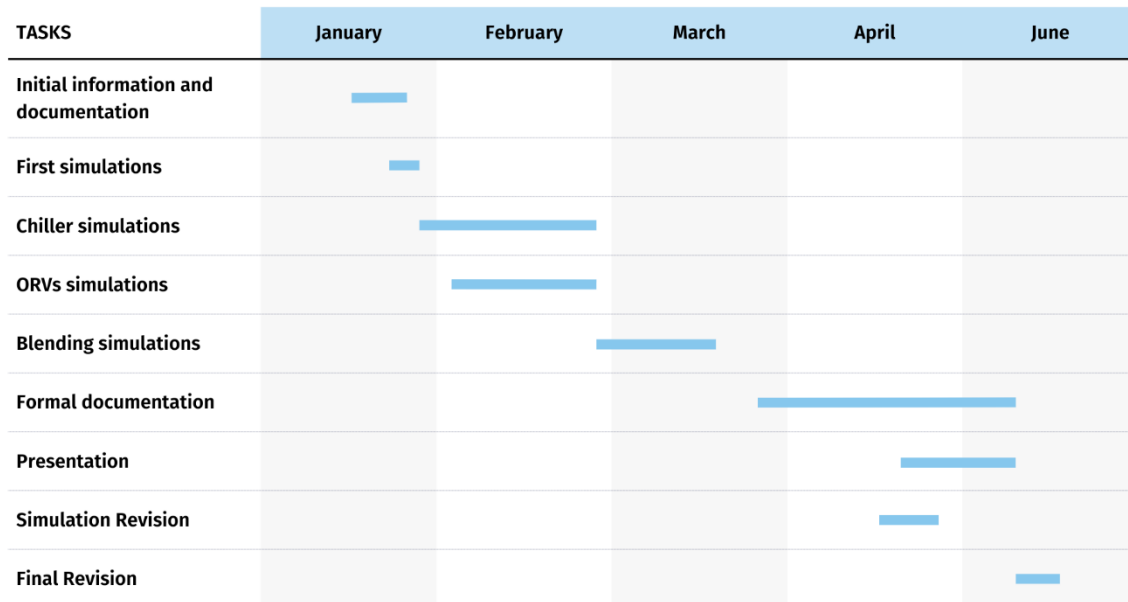 TASKS January February March April June
Initial information and
documentation
First simulations
Chiller simulations
ORVs simulations
Blending simulations
Formal documentation
Presentation
Simulation Revision
Final Revision